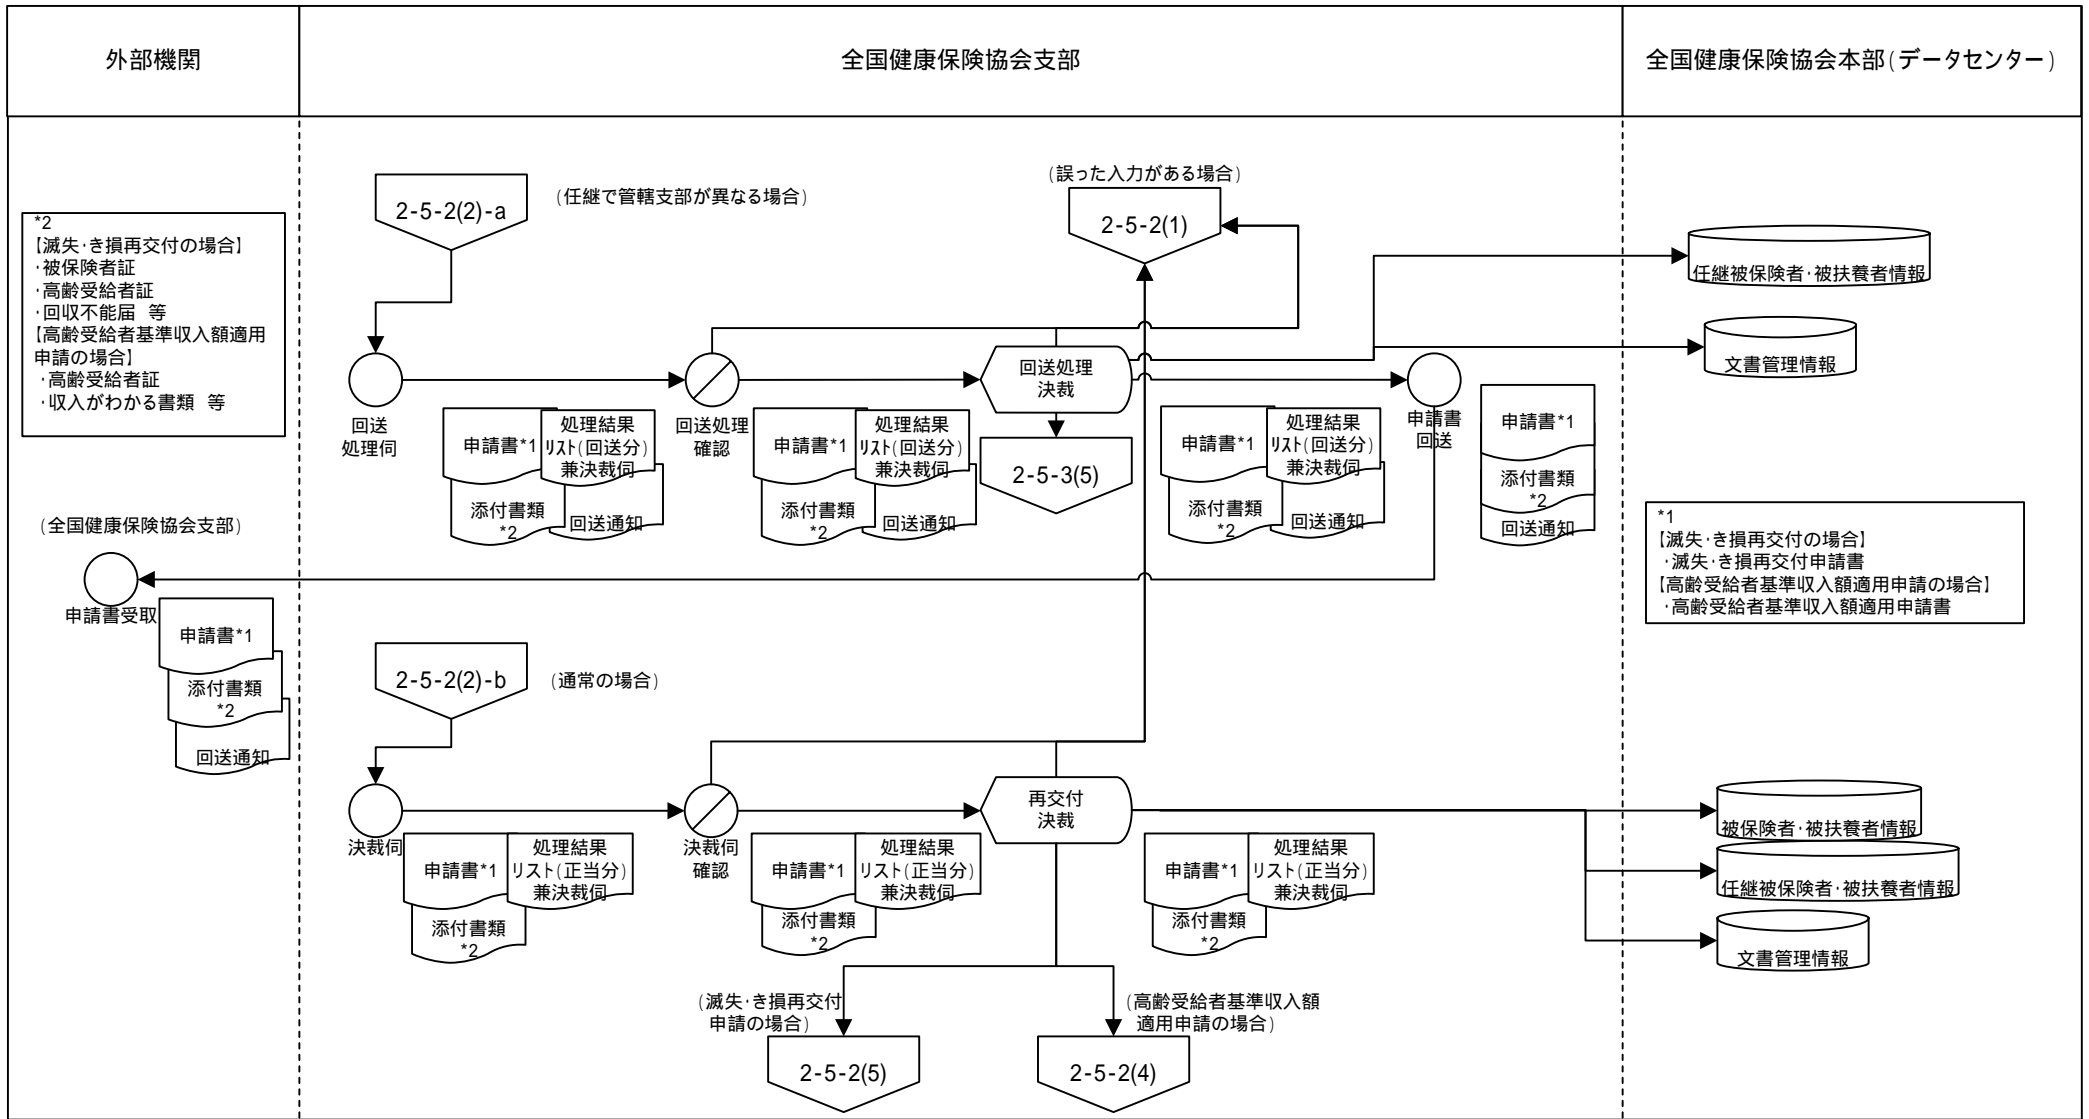 外部機関
全国健康保険協会支部
全国健康保険協会本部(データセンター)
*2
【滅失・き損再交付の場合】
・被保険者証
・高齢受給者証
・回収不能届 等
【高齢受給者基準収入額適用
申請の場合】
・高齢受給者証
・収入がわかる書類 等
2-5-2(2)-a
(任継で管轄支部が異なる場合)
(誤った入力がある場合)
2-5-2(1)
任継被保険者・被扶養者情報
文書管理情報
回送
処理伺
申請書*1
処理結果
リスト(回送分)
兼決裁伺
添付書類
*2
回送通知
回送処理
確認
申請書*1
処理結果
リスト(回送分)
兼決裁伺
添付書類
*2
回送通知
回送処理
決裁
2-5-3(5)
申請書*1
処理結果
リスト(回送分)
兼決裁伺
添付書類
*2
回送通知
申請書
回送
申請書*1
添付書類
*2
回送通知
*1
【滅失・き損再交付の場合】
・滅失・き損再交付申請書
【高齢受給者基準収入額適用申請の場合】
・高齢受給者基準収入額適用申請書
(全国健康保険協会支部)
申請書受取
申請書*1
添付書類
*2
回送通知
2-5-2(2)-b
(通常の場合)
決裁伺
申請書*1
処理結果
リスト(正当分)
兼決裁伺
添付書類
*2
決裁伺
確認
申請書*1
処理結果
リスト(正当分)
兼決裁伺
添付書類
*2
再交付
決裁
申請書*1
処理結果
リスト(正当分)
兼決裁伺
添付書類
*2
被保険者・被扶養者情報
任継被保険者・被扶養者情報
文書管理情報
(滅失・き損再交付
申請の場合)
2-5-2(5)
(高齢受給者基準収入額
適用申請の場合)
2-5-2(4)